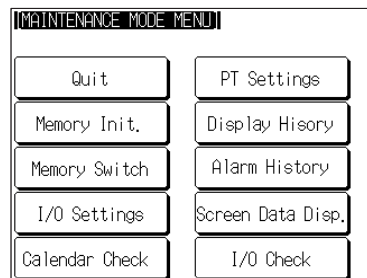 [MAINTENANCE MODE MENU]
Quit
PT Settings
Memory Init.
Display Hisory
Memory Switch
Alarm History
I/O Settings
Screen Data Disp.
Calendar Check
I/O Check